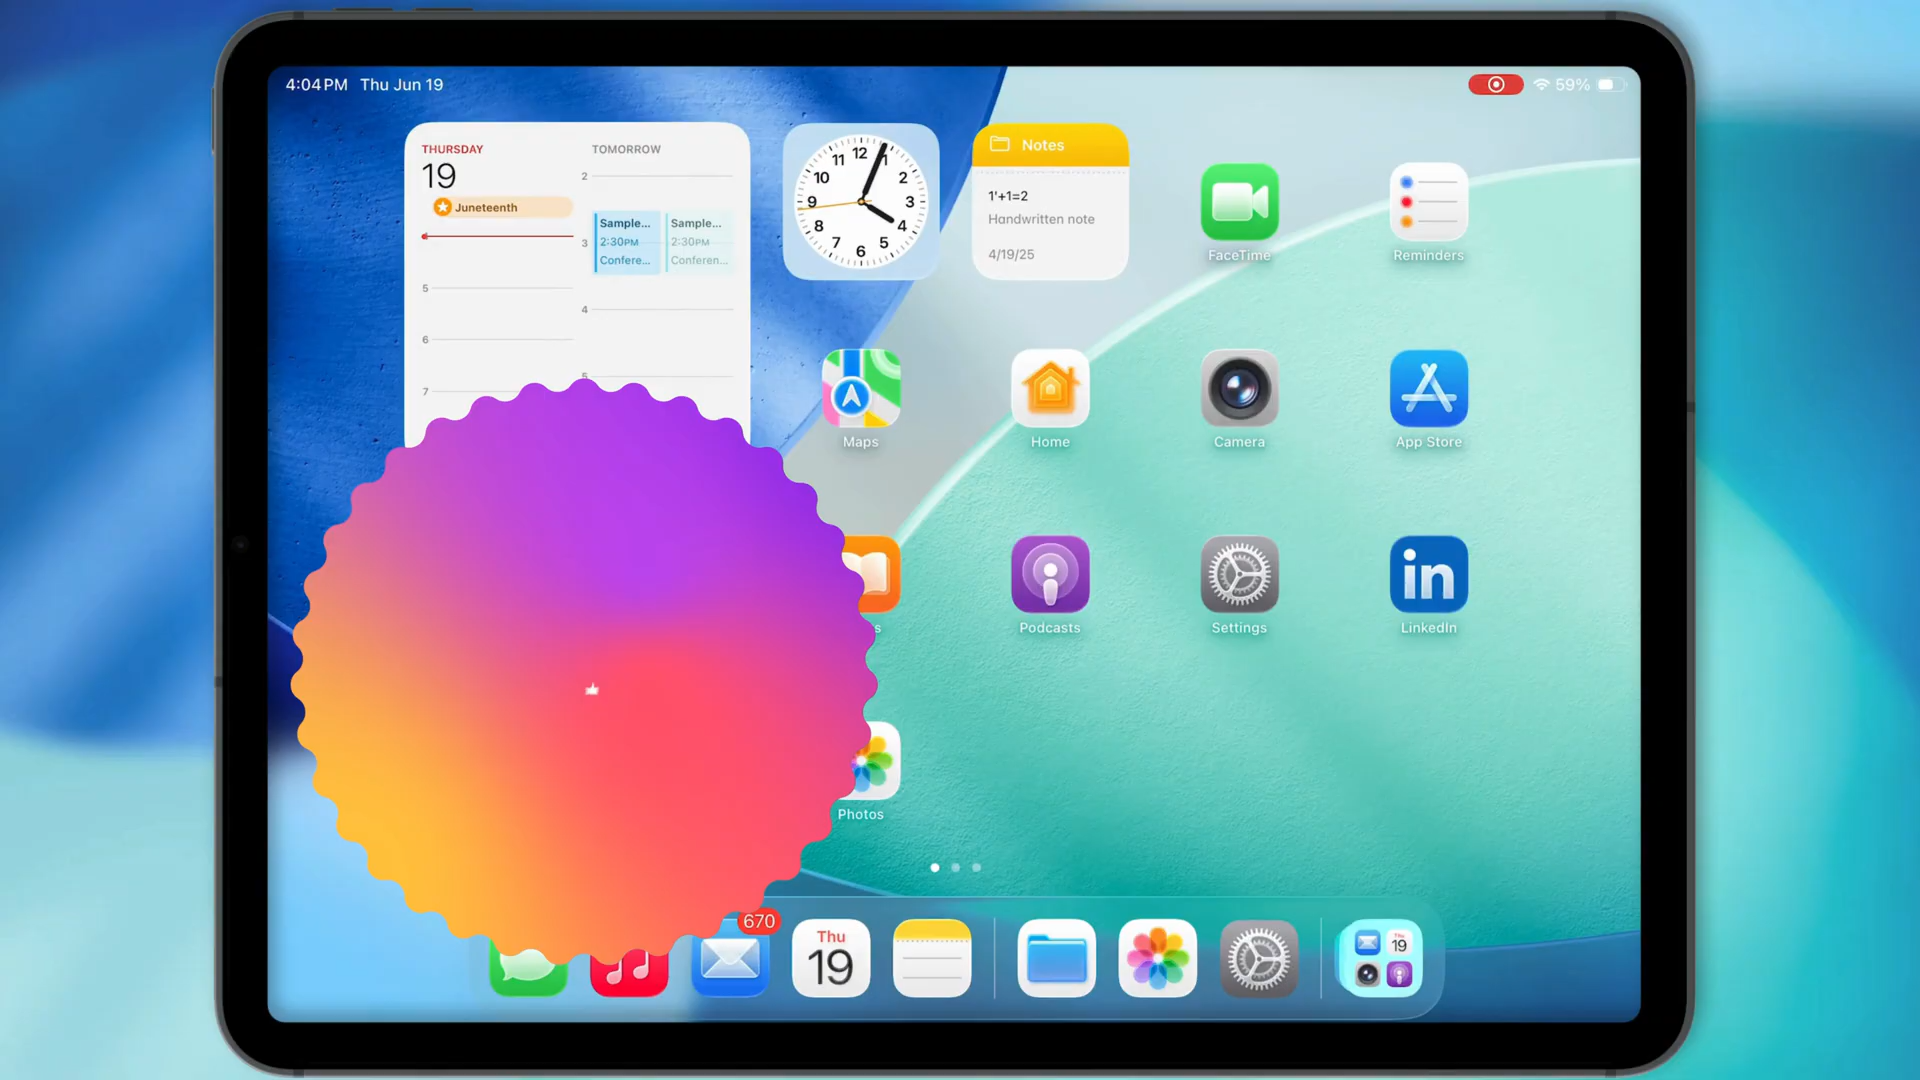 4:04 PM Thu Jun 19
59%
THURSDAY
19
Juneteenth
5
6
7
TOMORROW
2
3
4
5
Sample...
2:30PM
Confere...
Sample...
2:30PM
Conferen...
12
1
2
3
4
5
6
7
8
9
10
11
Notes
1'+1=2
Handwritten note
4/19/25
FaceTime
Reminders
Maps
Home
Camera
App Store
s
Podcasts
Settings
in
LinkedIn
Photos
670
Thu
19
Thu
19